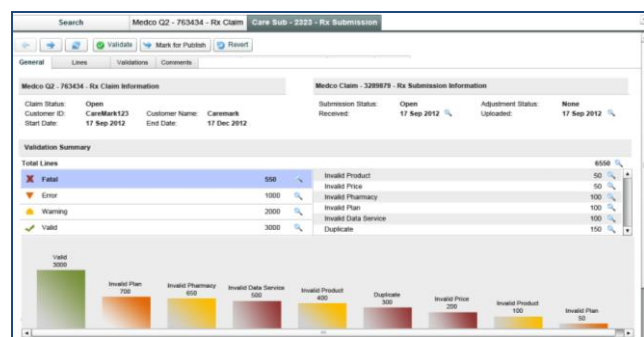 Search Medco Q2 - 763434 - Rx Claim Care Sub - 2323 - Rx Submission
Validate Mark for Publish Revert
General Lines Validations Comments
Medco Q2 - 763434 - Rx Claim Information Medco Claim - 3289879 - Rx Submission Information
Claim Status: Open Submission Status: Open Adjustment Status: None
Customer ID: CareMark123 Customer Name: Caremark Received: 17 Sep 2012 Uploaded: 17 Sep 2012
Start Date: 17 Sep 2012 End Date: 17 Dec 2012
Validation Summary
Total Lines 6550
Fatal 550 Invalid Product 50
Invalid Price 50
Error 1000 Invalid Pharmacy 100
Warning 2000 Invalid Plan 100
Invalid Data Service 100
Valid 3000 Duplicate 150
Valid
3000
Invalid Plan
700
Invalid Pharmacy
650
Invalid Data Service
500
Invalid Product
400
Duplicate
300
Invalid Price
200
Invalid Product
100
Invalid Plan
50